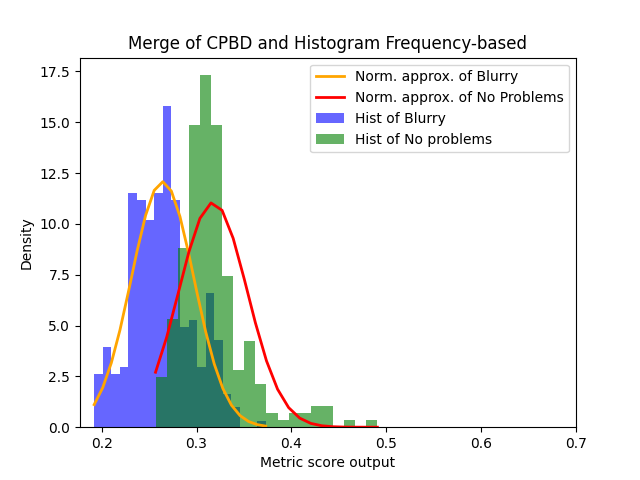 Merge of CPBD and Histogram Frequency-based
Norm. approx. of Blurry
Norm. approx. of No Problems
Hist of Blurry
Hist of No problems
Density
17.5
15.0
12.5
10.0
7.5
5.0
2.5
0.0
0.2 0.3 0.4 0.5 0.6 0.7
Metric score output